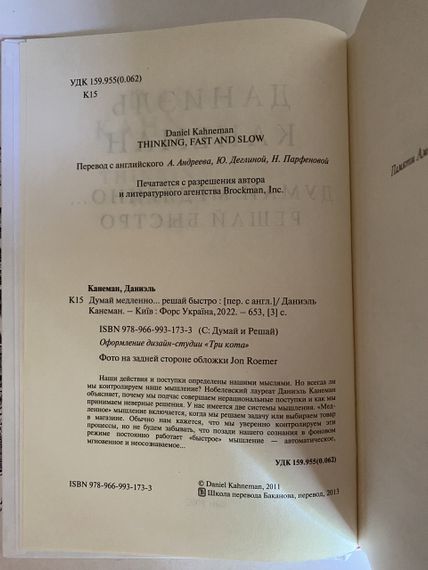 УДК 159.955(0.062)
К15
Daniel Kahneman
THINKING, FAST AND SLOW
Перевод с английского А. Андреева, Ю. Деглиной, Н. Парфеновой
Печатается с разрешения автора
и литературного агентства Brockman, Inc.
Канеман, Даниэль
К15 Думай медленно... решай быстро : [пер. с англ.]/ Даниэль
Канеман. – Київ : Форс Україна, 2022. – 653, [3] с.
ISBN 978-966-993-173-3 (С: Думай и Решай)
Оформление дизайн-студии «Три кота»
Фото на задней стороне обложки Jon Roemer
Наши действия и поступки определены нашими мыслями. Но всегда ли
мы контролируем наше мышление? Нобелевский лауреат Даниэль Канеман
объясняет, почему мы подчас совершаем нерациональные поступки и как мы
принимаем неверные решения. У нас имеется две системы мышления. «Мед-
ленное» мышление включается, когда мы решаем задачу или выбираем товар
в магазине. Обычно нам кажется, что мы уверенно контролируем эти
процессы, но не будем забывать, что позади нашего сознания в фоновом
режиме постоянно работает «быстрое» мышление — автоматическое,
мгновенное и неосознаваемое...
УДК 159.955(0.062)
ISBN 978-966-993-173-3
© Daniel Kahneman, 2011
Школа перевода Баканова, перевод, 2013
Памяти